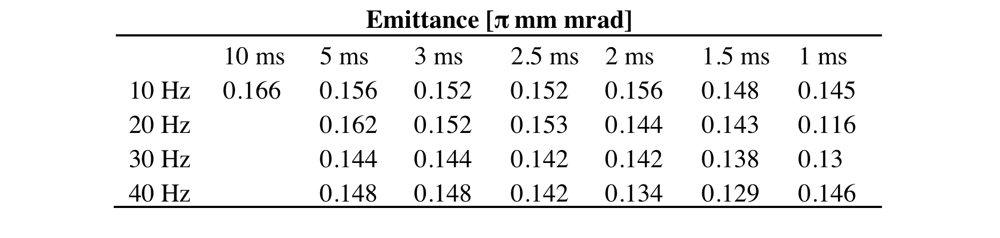 Emittance [π mm mrad]
10 ms 5 ms 3 ms 2.5 ms 2 ms 1.5 ms 1 ms
10 Hz 0.166 0.156 0.152 0.152 0.156 0.148 0.145
20 Hz 0.162 0.152 0.153 0.144 0.143 0.116
30 Hz 0.144 0.144 0.142 0.142 0.138 0.13
40 Hz 0.148 0.148 0.142 0.134 0.129 0.146